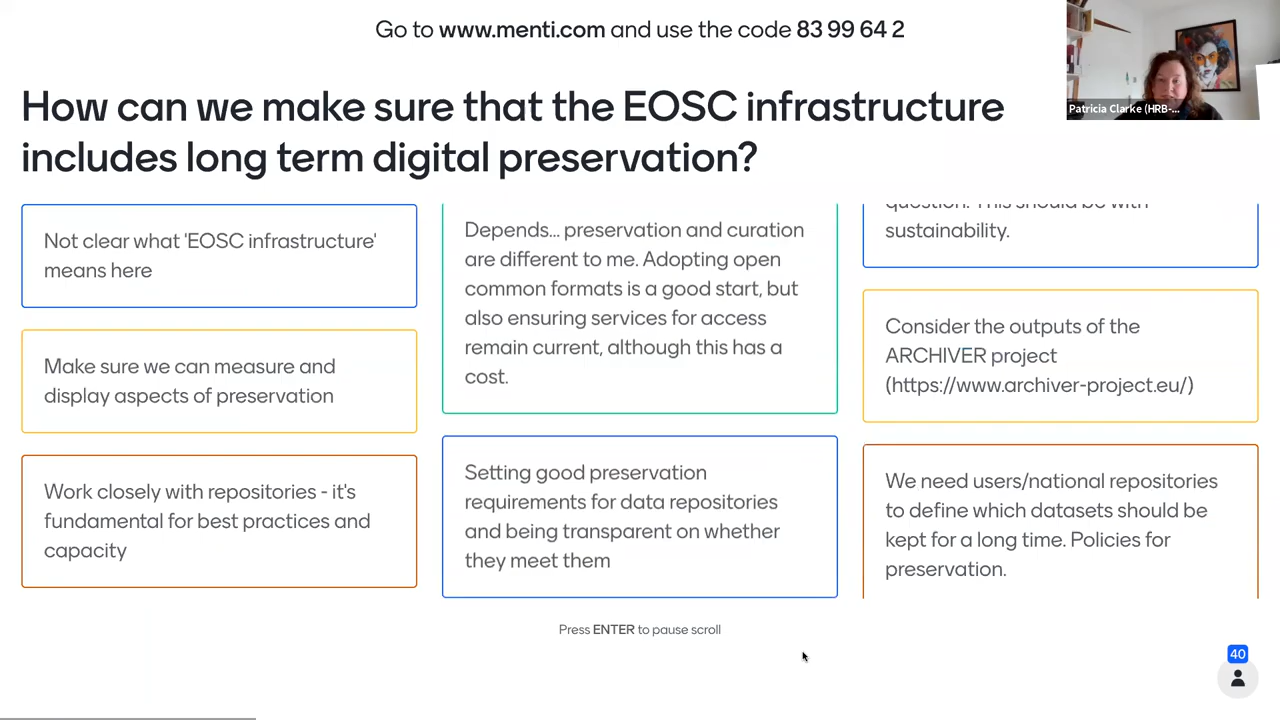 Go to www.menti.com and use the code 83 99 64 2
Patricia Clarke (HRB-...
How can we make sure that the EOSC infrastructure
includes long term digital preservation?
Not clear what 'EOSC infrastructure'
means here
Make sure we can measure and
display aspects of preservation
Work closely with repositories - it's
fundamental for best practices and
capacity
Depends... preservation and curation
are different to me. Adopting open
common formats is a good start, but
also ensuring services for access
remain current, although this has a
cost.
Setting good preservation
requirements for data repositories
and being transparent on whether
they meet them
question. This should be with
sustainability.
Consider the outputs of the
ARCHIVER project
(https://www.archiver-project.eu/)
We need users/national repositories
to define which datasets should be
kept for a long time. Policies for
preservation.
Press ENTER to pause scroll
40